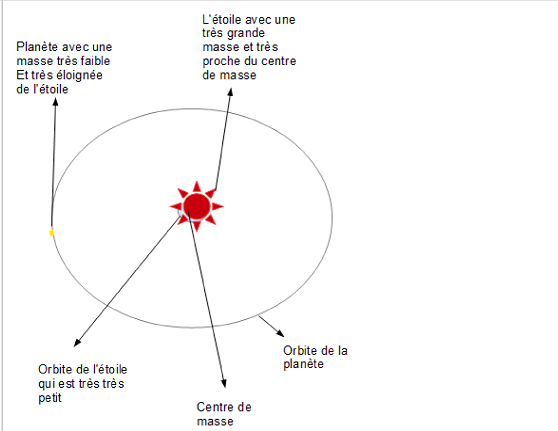 L'étoile avec une
très grande
masse et très
proche du centre
de masse
Planète avec une
masse très faible
Et très éloignée
de l'étoile
Orbite de la
planète
Orbite de l'étoile
qui est très très
petit
Centre de
masse